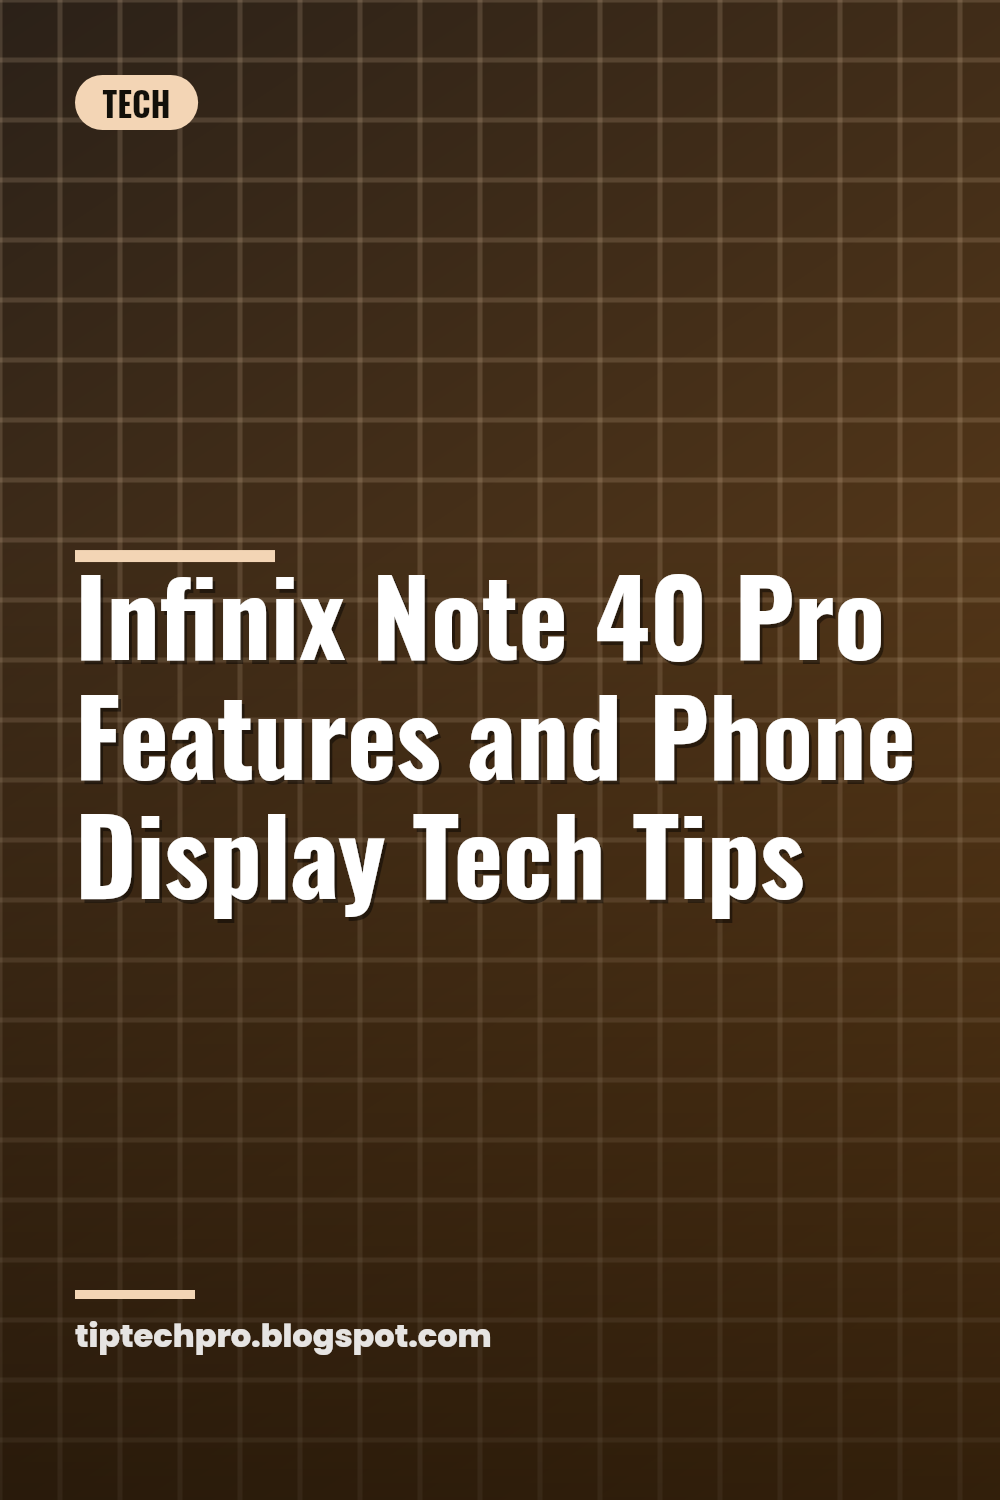 TECH
Infinix Note 40 Pro
Features and Phone
Display Tech Tips
tiptechpro.blogspot.com